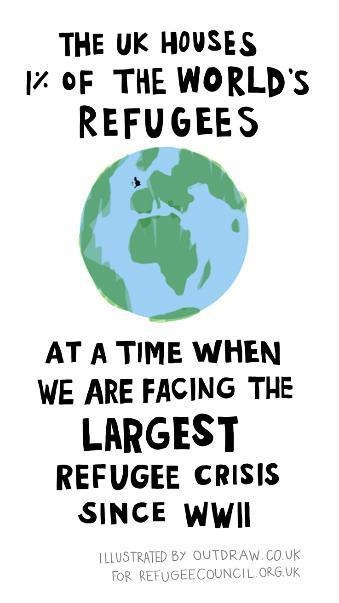 THE UK HOUSES
1% OF THE WORLD'S
REFUGEES
AT A TIME WHEN
WE ARE FACING THE
LARGEST
REFUGEE CRISIS
SINCE WWII
ILLUSTRATED BY OUTDRAW.CO.UK
FOR REFUGEECOUNCIL.ORG.UK